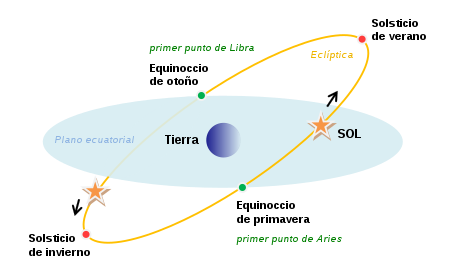 Solsticio
de verano
primer punto de Libra
Eclíptica
Equinoccio
de otoño
Plano ecuatorial
Tierra
SOL
Equinoccio
de primavera
primer punto de Aries
Solsticio
de invierno